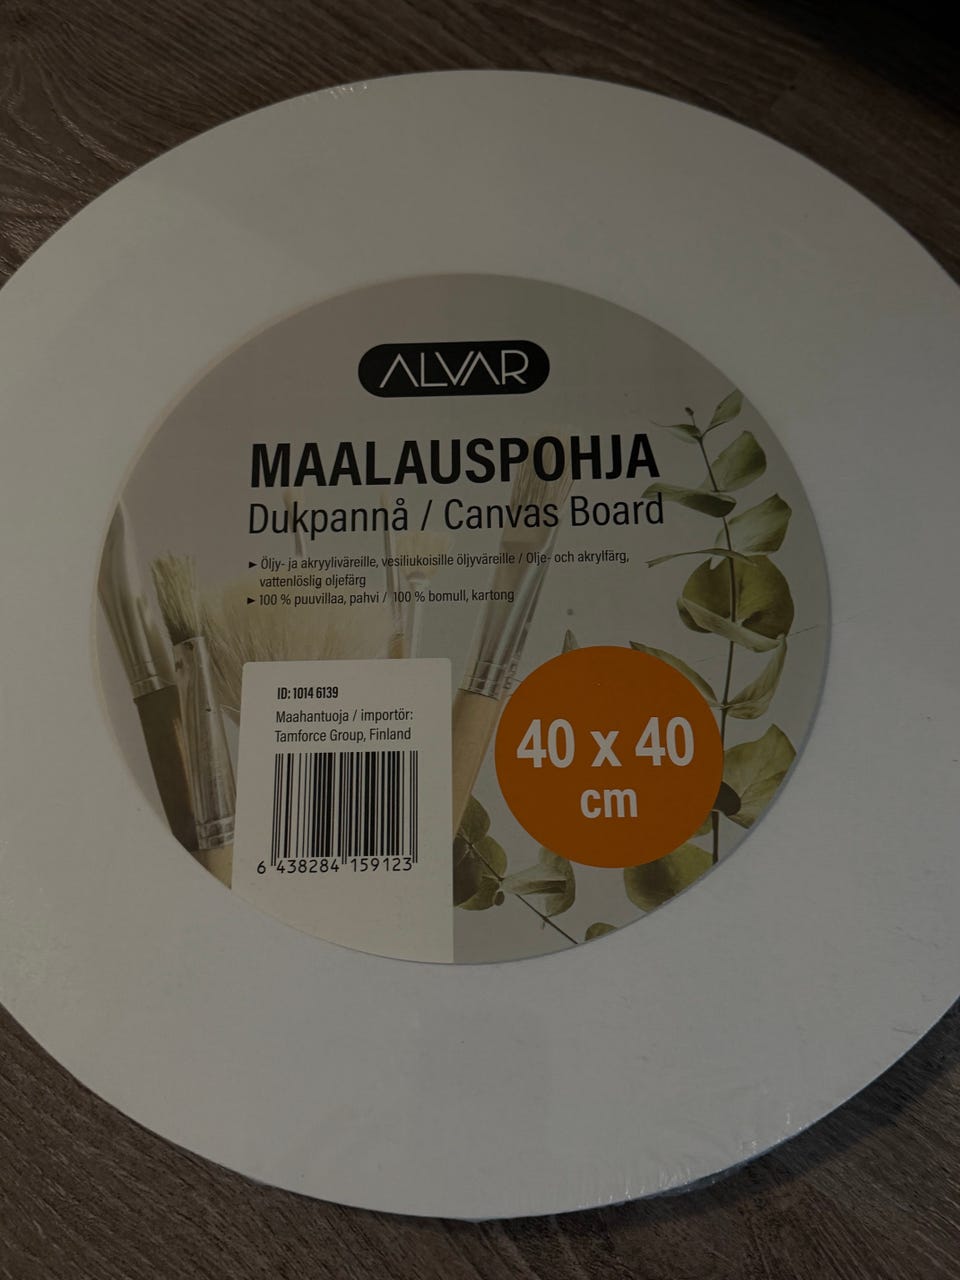 ALVAR
MAALAUSPOHJA
Dukpannå / Canvas Board
► Öljy- ja akryyliväreille, vesiliukoisille öljyväreille / Olje- och akrylfärg,
vattenlöslig oljefärg
► 100 % puuvillaa, pahvi / 100 % bomull, kartong
ID: 1014 6139
Maahantuoja / importör:
Tamforce Group, Finland
6 438284 159123
40 x 40
cm